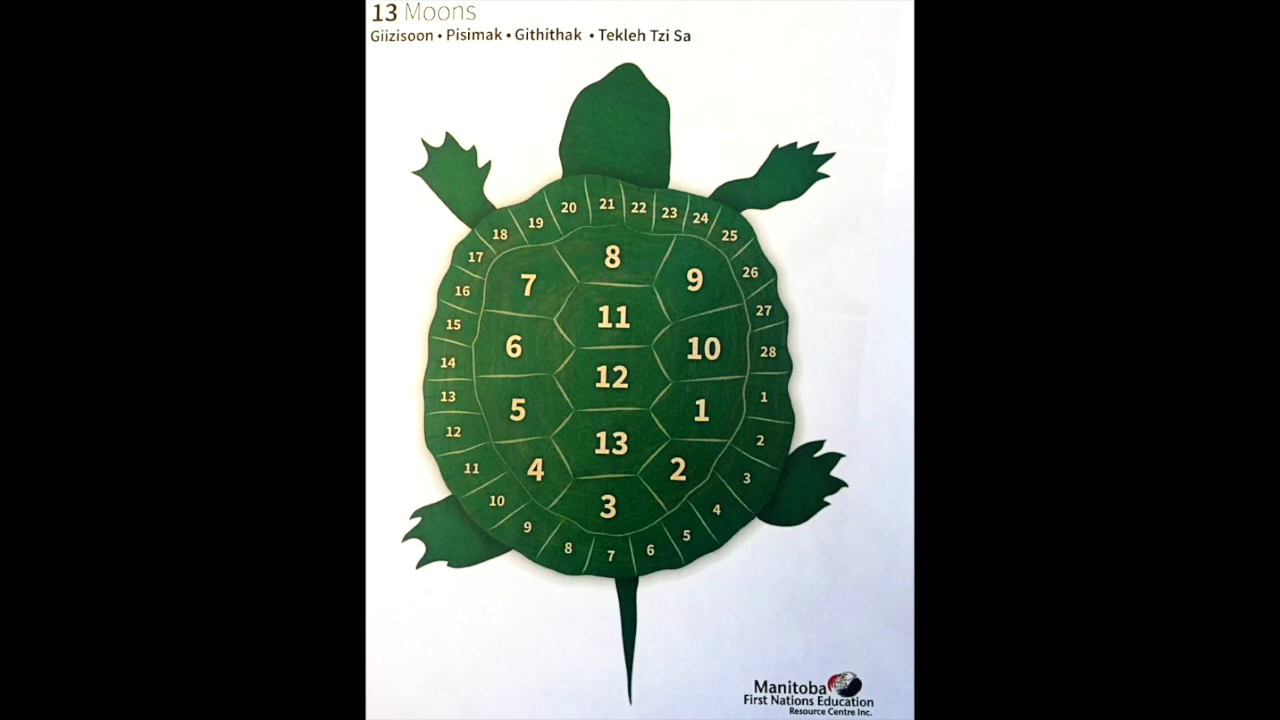 13 Moons
Giizisoon • Pisimak • Githithak • Tekleh Tzi Sa
20 21 22 23 24
18 19 25
17 8 26
16 7 9 27
15 11
14 6 10 28
13 12 1
12 5 1 2
11 13 3
10 4 2 4
9 3 5
8 7 6
Manitoba
First Nations Education
Resource Centre Inc.